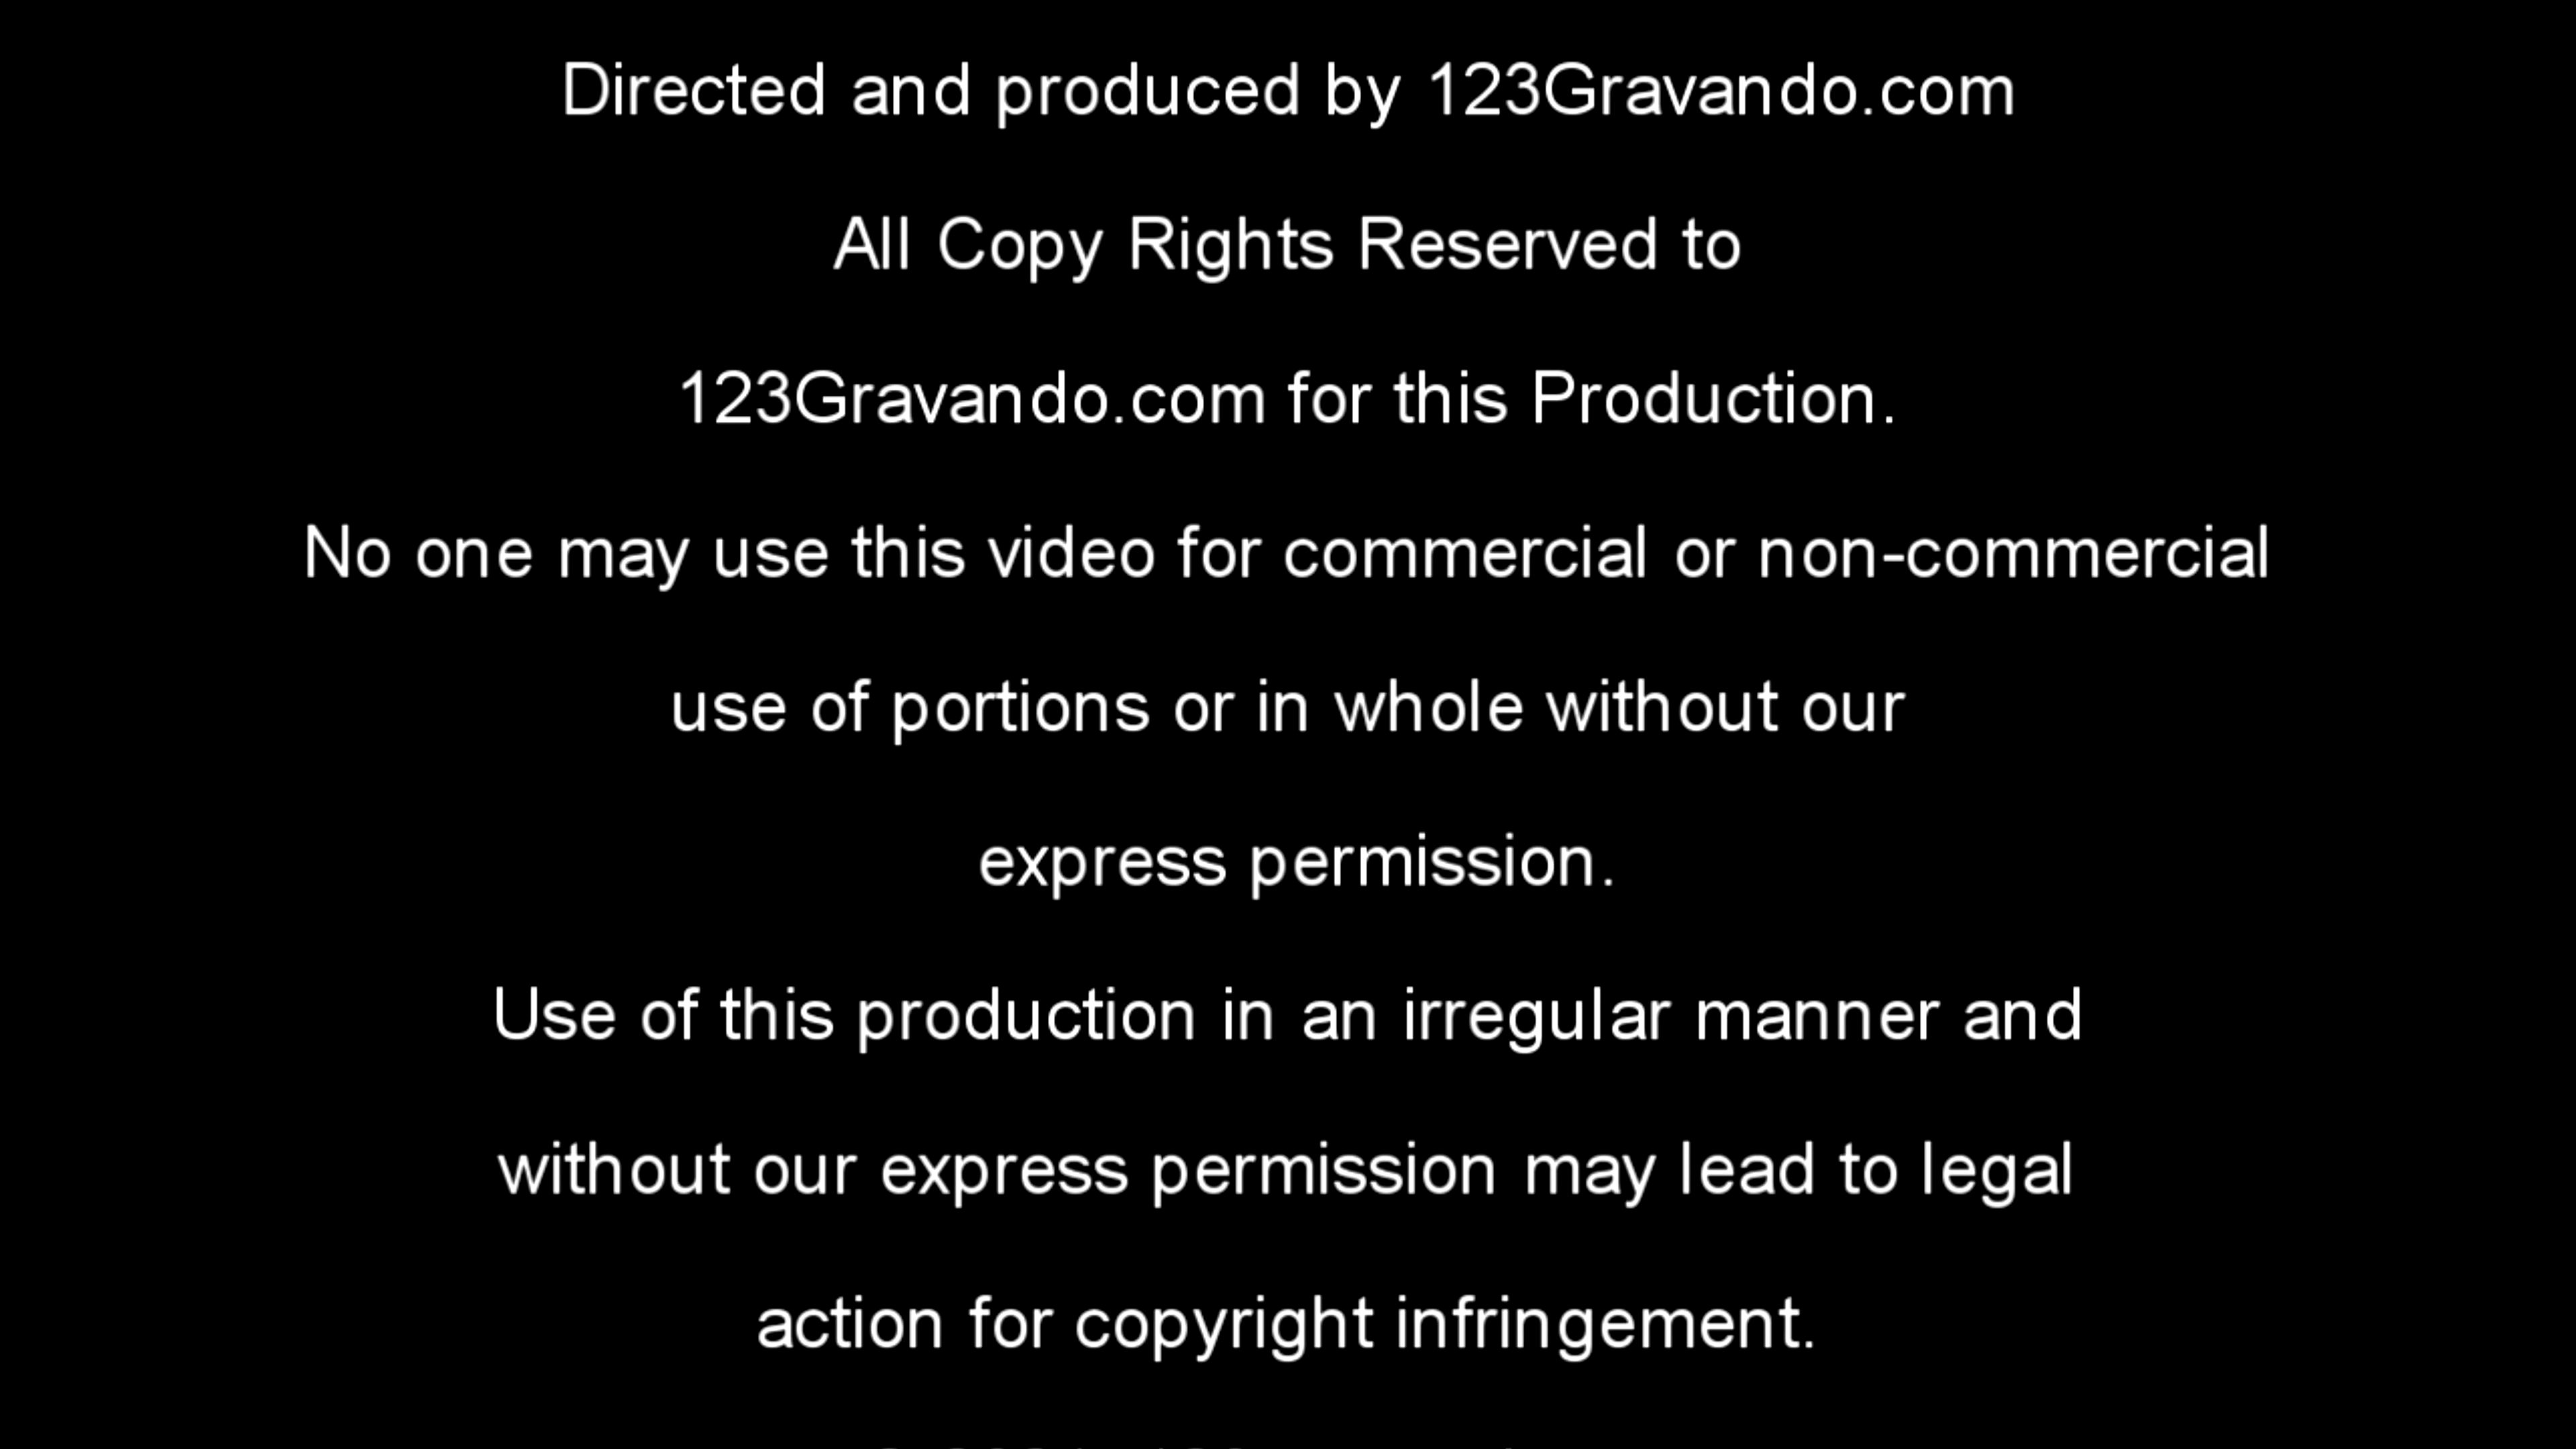 Directed and produced by 123Gravando.com
All Copy Rights Reserved to
123Gravando.com for this Production.
No one may use this video for commercial or non-commercial
use of portions or in whole without our
express permission.
Use of this production in an irregular manner and
without our express permission may lead to legal
action for copyright infringement.